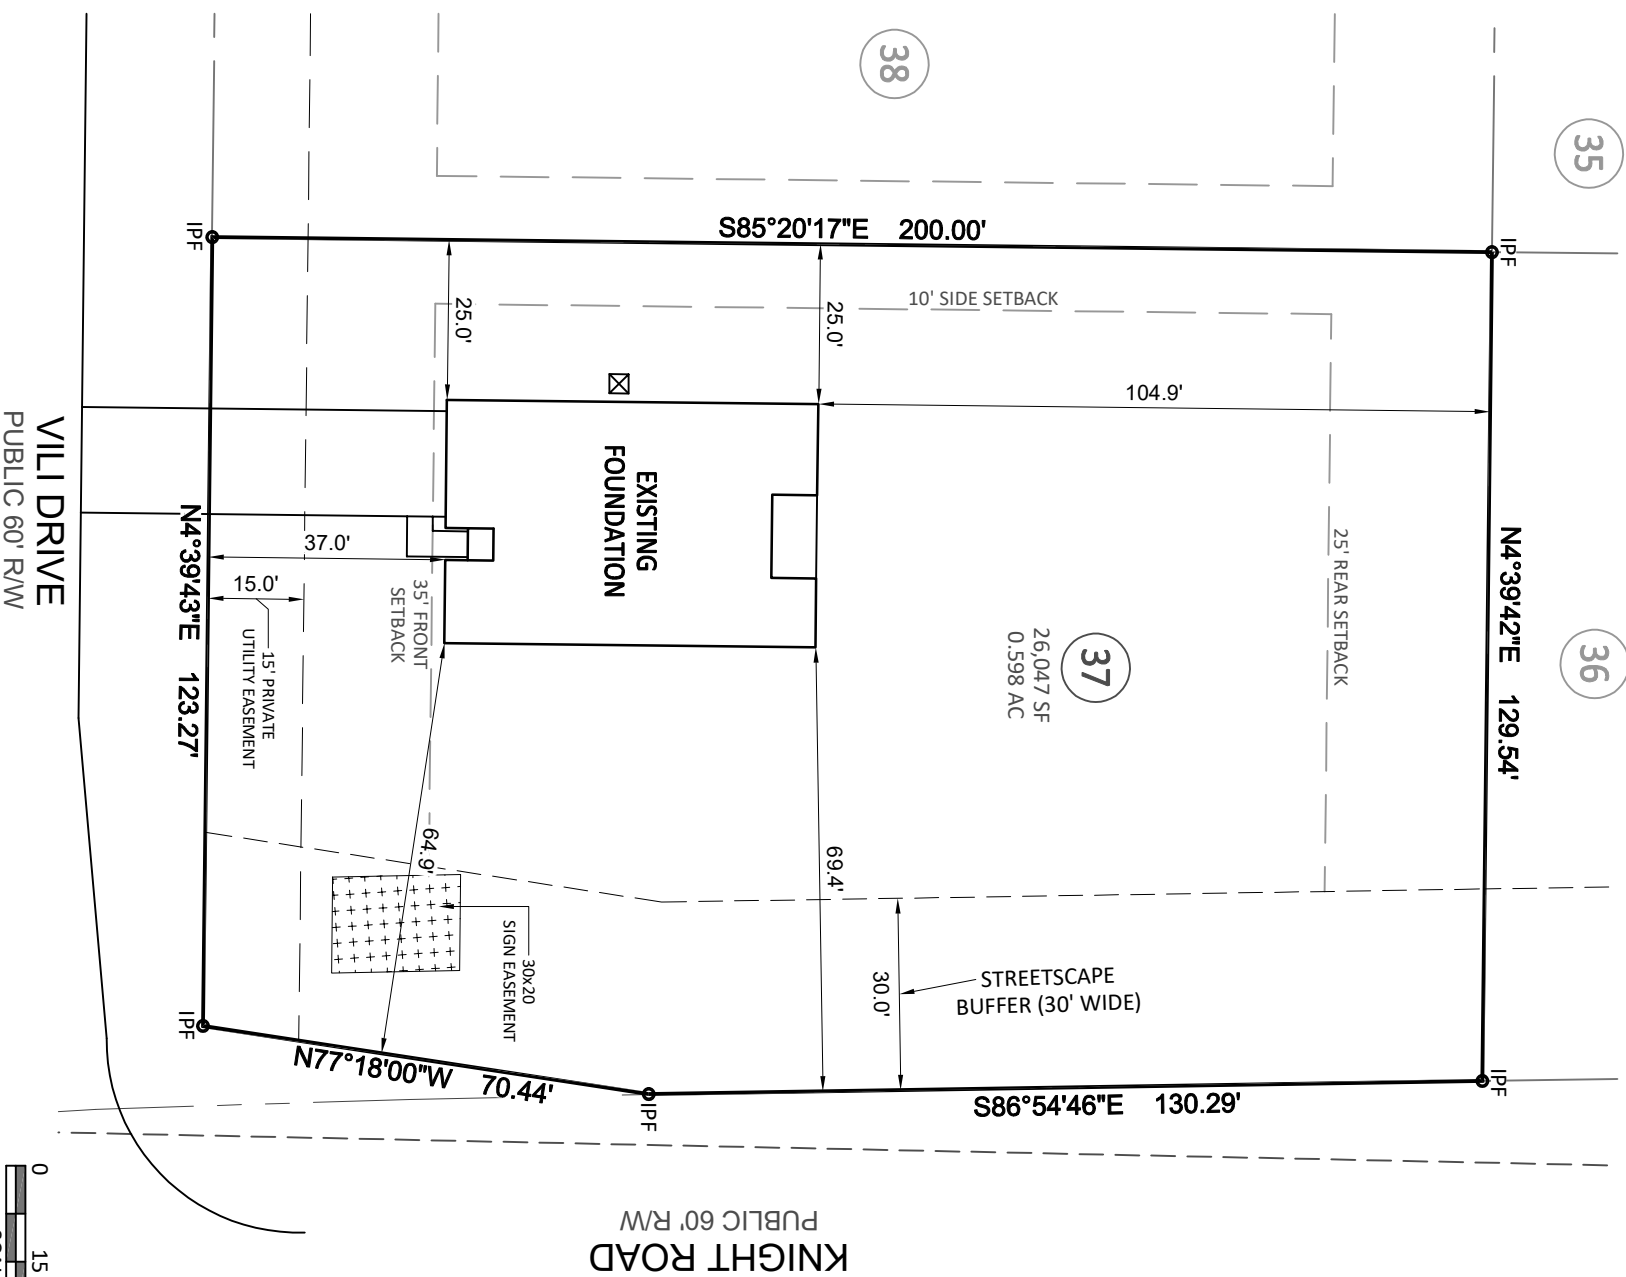 38
35
IPF
S85°20'17"E 200.00'
IPF
10' SIDE SETBACK
25.0'
25.0'
104.9'
EXISTING
FOUNDATION
37.0'
15.0'
15' PRIVATE
UTILITY EASEMENT
35' FRONT
SETBACK
N4°39'43"E 123.27'
VILI DRIVE
PUBLIC 60' R/W
25' REAR SETBACK
N4°39'42"E 129.54'
36
37
26,047 SF
0.598 AC
64.9'
69.4'
30x20
SIGN EASEMENT
30.0'
STREETSCAPE
BUFFER (30' WIDE)
IPF
N77°18'00"W 70.44'
IPF
S86°54'46"E 130.29'
IPF
KNIGHT ROAD
PUBLIC 60' R/W
0
15